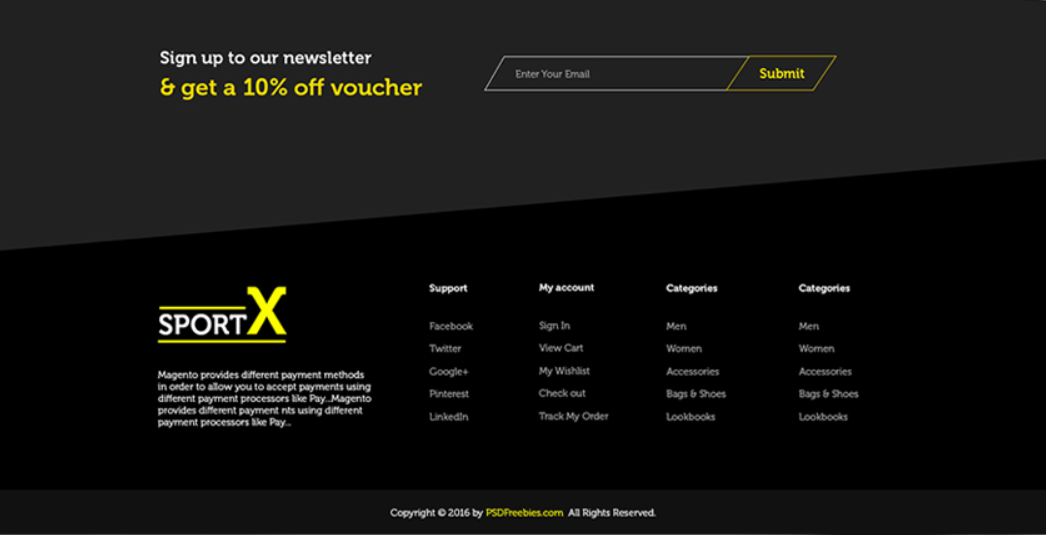 Sign up to our newsletter
& get a 10% off voucher
Enter Your Email
Submit
SPORTX
Magento provides different payment methods
in order to allow you to accept payments using
different payment processors like Pay...Magento
provides different payment nts using different
payment processors like Pay...
Support
Facebook
Twitter
Google+
Pinterest
LinkedIn
My account
Sign In
View Cart
My Wishlist
Check out
Track My Order
Categories
Men
Women
Accessories
Bags & Shoes
Lookbooks
Categories
Men
Women
Accessories
Bags & Shoes
Lookbooks
Copyright © 2016 by PSDFreebies.com All Rights Reserved.